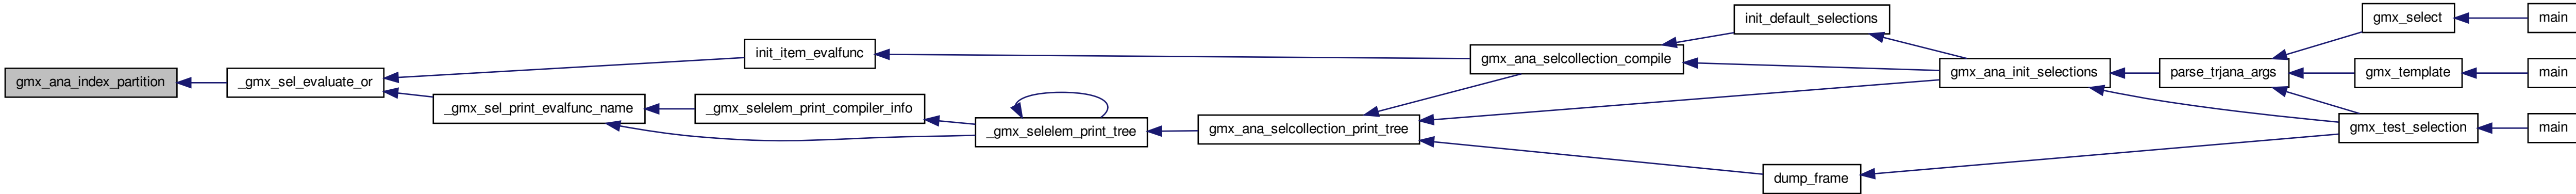 gmx_ana_index_partition
_gmx_sel_evaluate_or
init_item_evalfunc
_gmx_sel_print_evalfunc_name
_gmx_selelem_print_compiler_info
_gmx_selelem_print_tree
gmx_ana_selcollection_print_tree
gmx_ana_selcollection_compile
init_default_selections
dump_frame
gmx_ana_init_selections
parse_trjana_args
gmx_select
gmx_template
gmx_test_selection
main
main
main